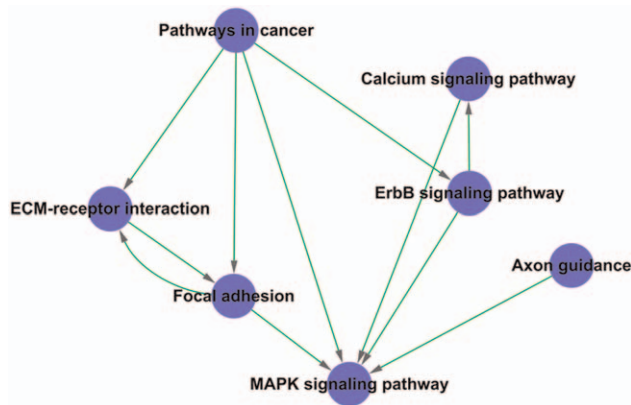 Pathways in cancer
Calcium signaling pathway
ErbB signaling pathway
ECM-receptor interaction
Axon guidance
Focal adhesion
MAPK signaling pathway